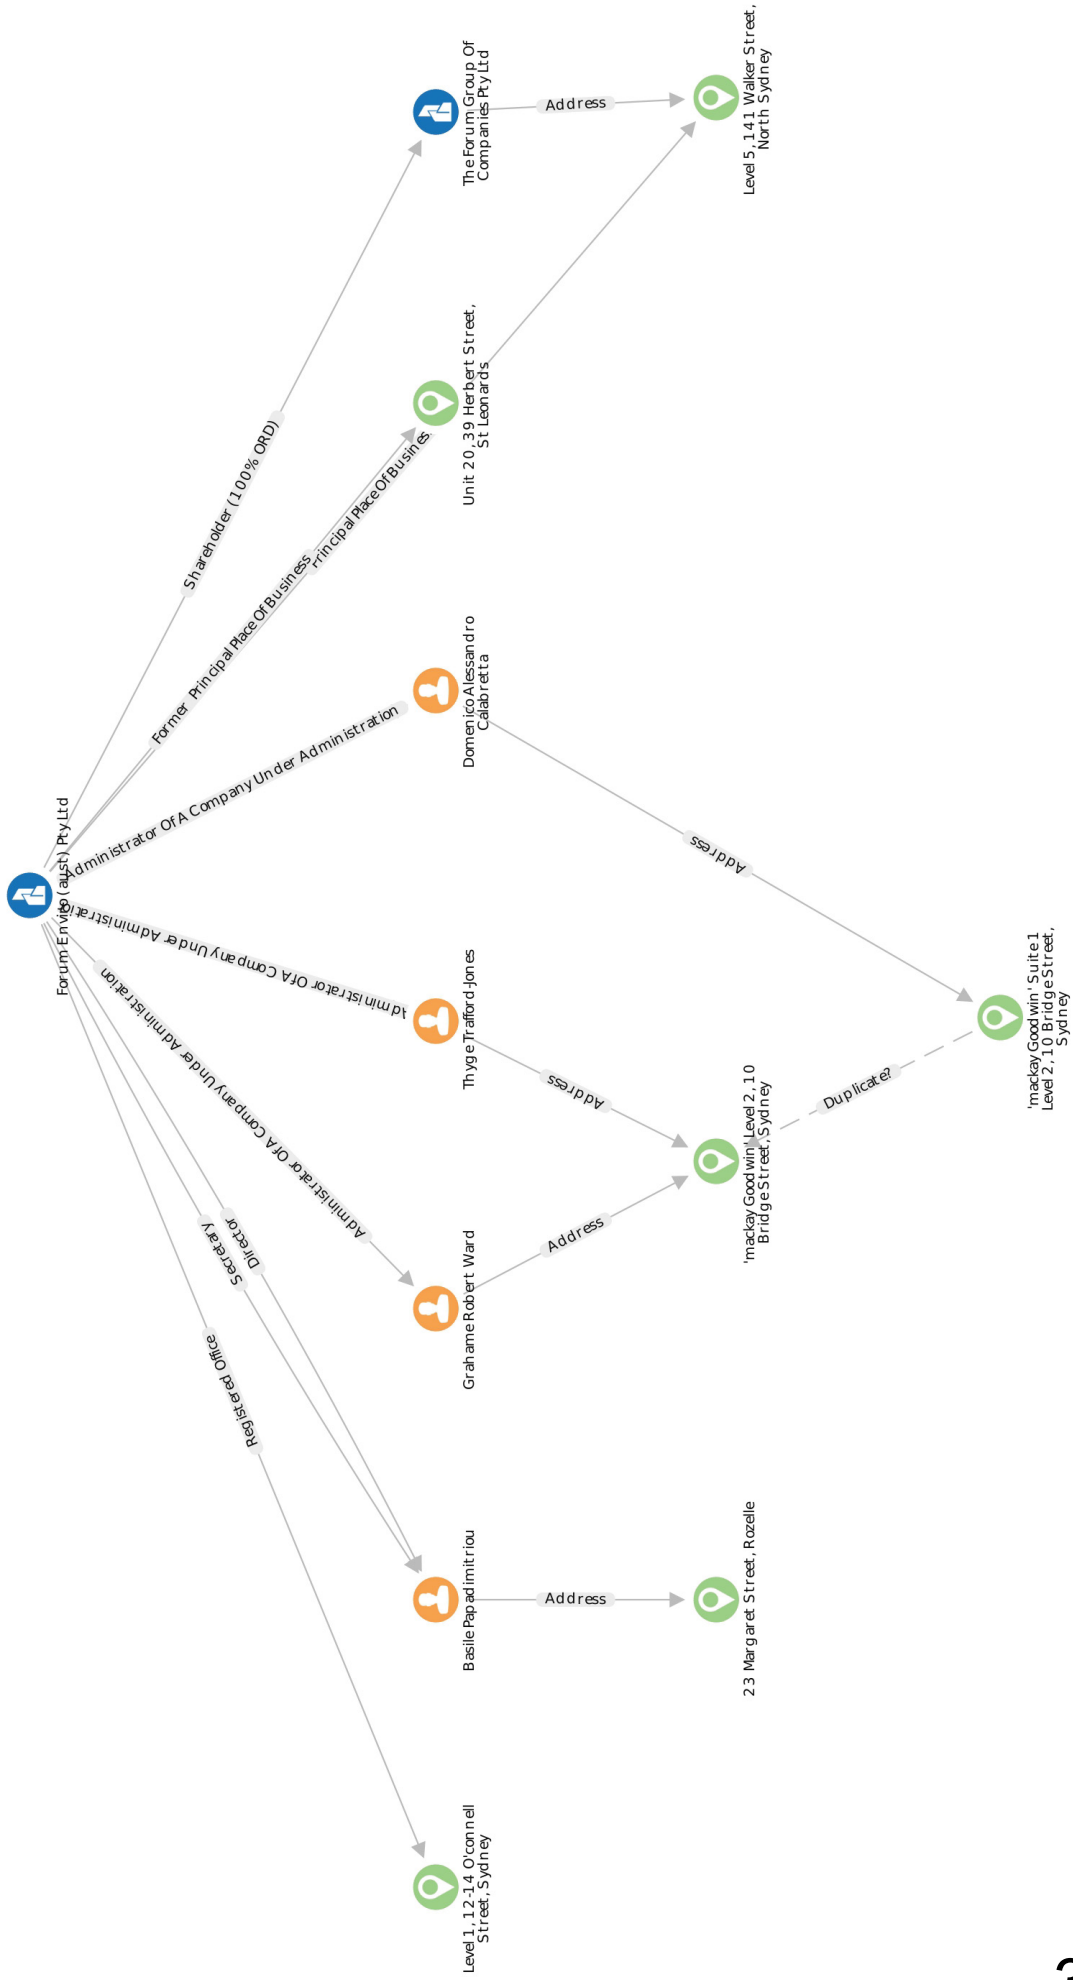 Forum Enviro (aust) Pty Ltd
Shareholder (100% ORD)
Former Principal Place Of Business
Principal Place Of Busines
Administrator Of A Company Under Administration
Administrator Of A Company Under Administration
Administrator Of A Company Under Administration
Director
Secretary
Registered Office
The Forum Group Of
Companies Pty Ltd
Unit 20, 39 Herbert Street,
St Leonards
Domenico Alessandro
Calabretta
Thyge Trafford-Jones
Grahame Robert Ward
Basile Papadimitriou
Level 1, 12-14 O'connell
Street, Sydney
Address
Address
Address
Address
Address
Level 5, 141 Walker Street,
North Sydney
'mackay Goodwin' Level 2, 10
Bridge Street, Sydney
23 Margaret Street, Rozelle
Duplicate?
'mackay Goodwin' Suite 1
Level 2, 10 Bridge Street,
Sydney